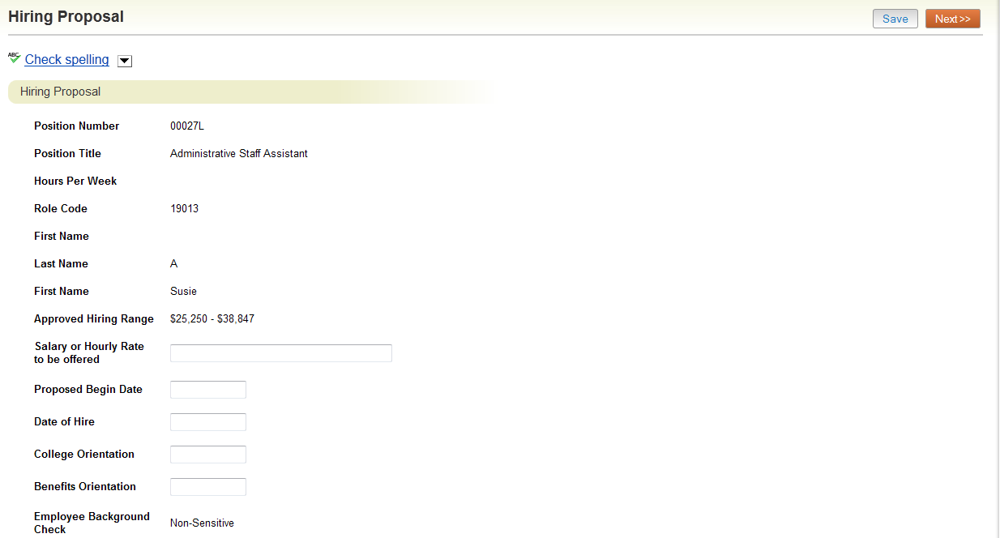 Hiring Proposal
Save
Next>>
ABC
Check spelling
Hiring Proposal
Position Number 00027L
Position Title Administrative Staff Assistant
Hours Per Week
Role Code 19013
First Name
Last Name A
First Name Susie
Approved Hiring Range $25,250 - $38,847
Salary or Hourly Rate
to be offered
Proposed Begin Date
Date of Hire
College Orientation
Benefits Orientation
Employee Background
Check
Non-Sensitive